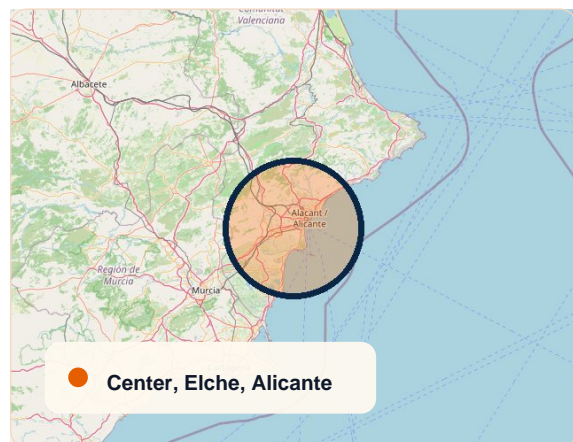 Comunitat
Valenciana
Albacete
Alacant /
Alicante
Región de
Murcia
Murcia
Center, Elche, Alicante